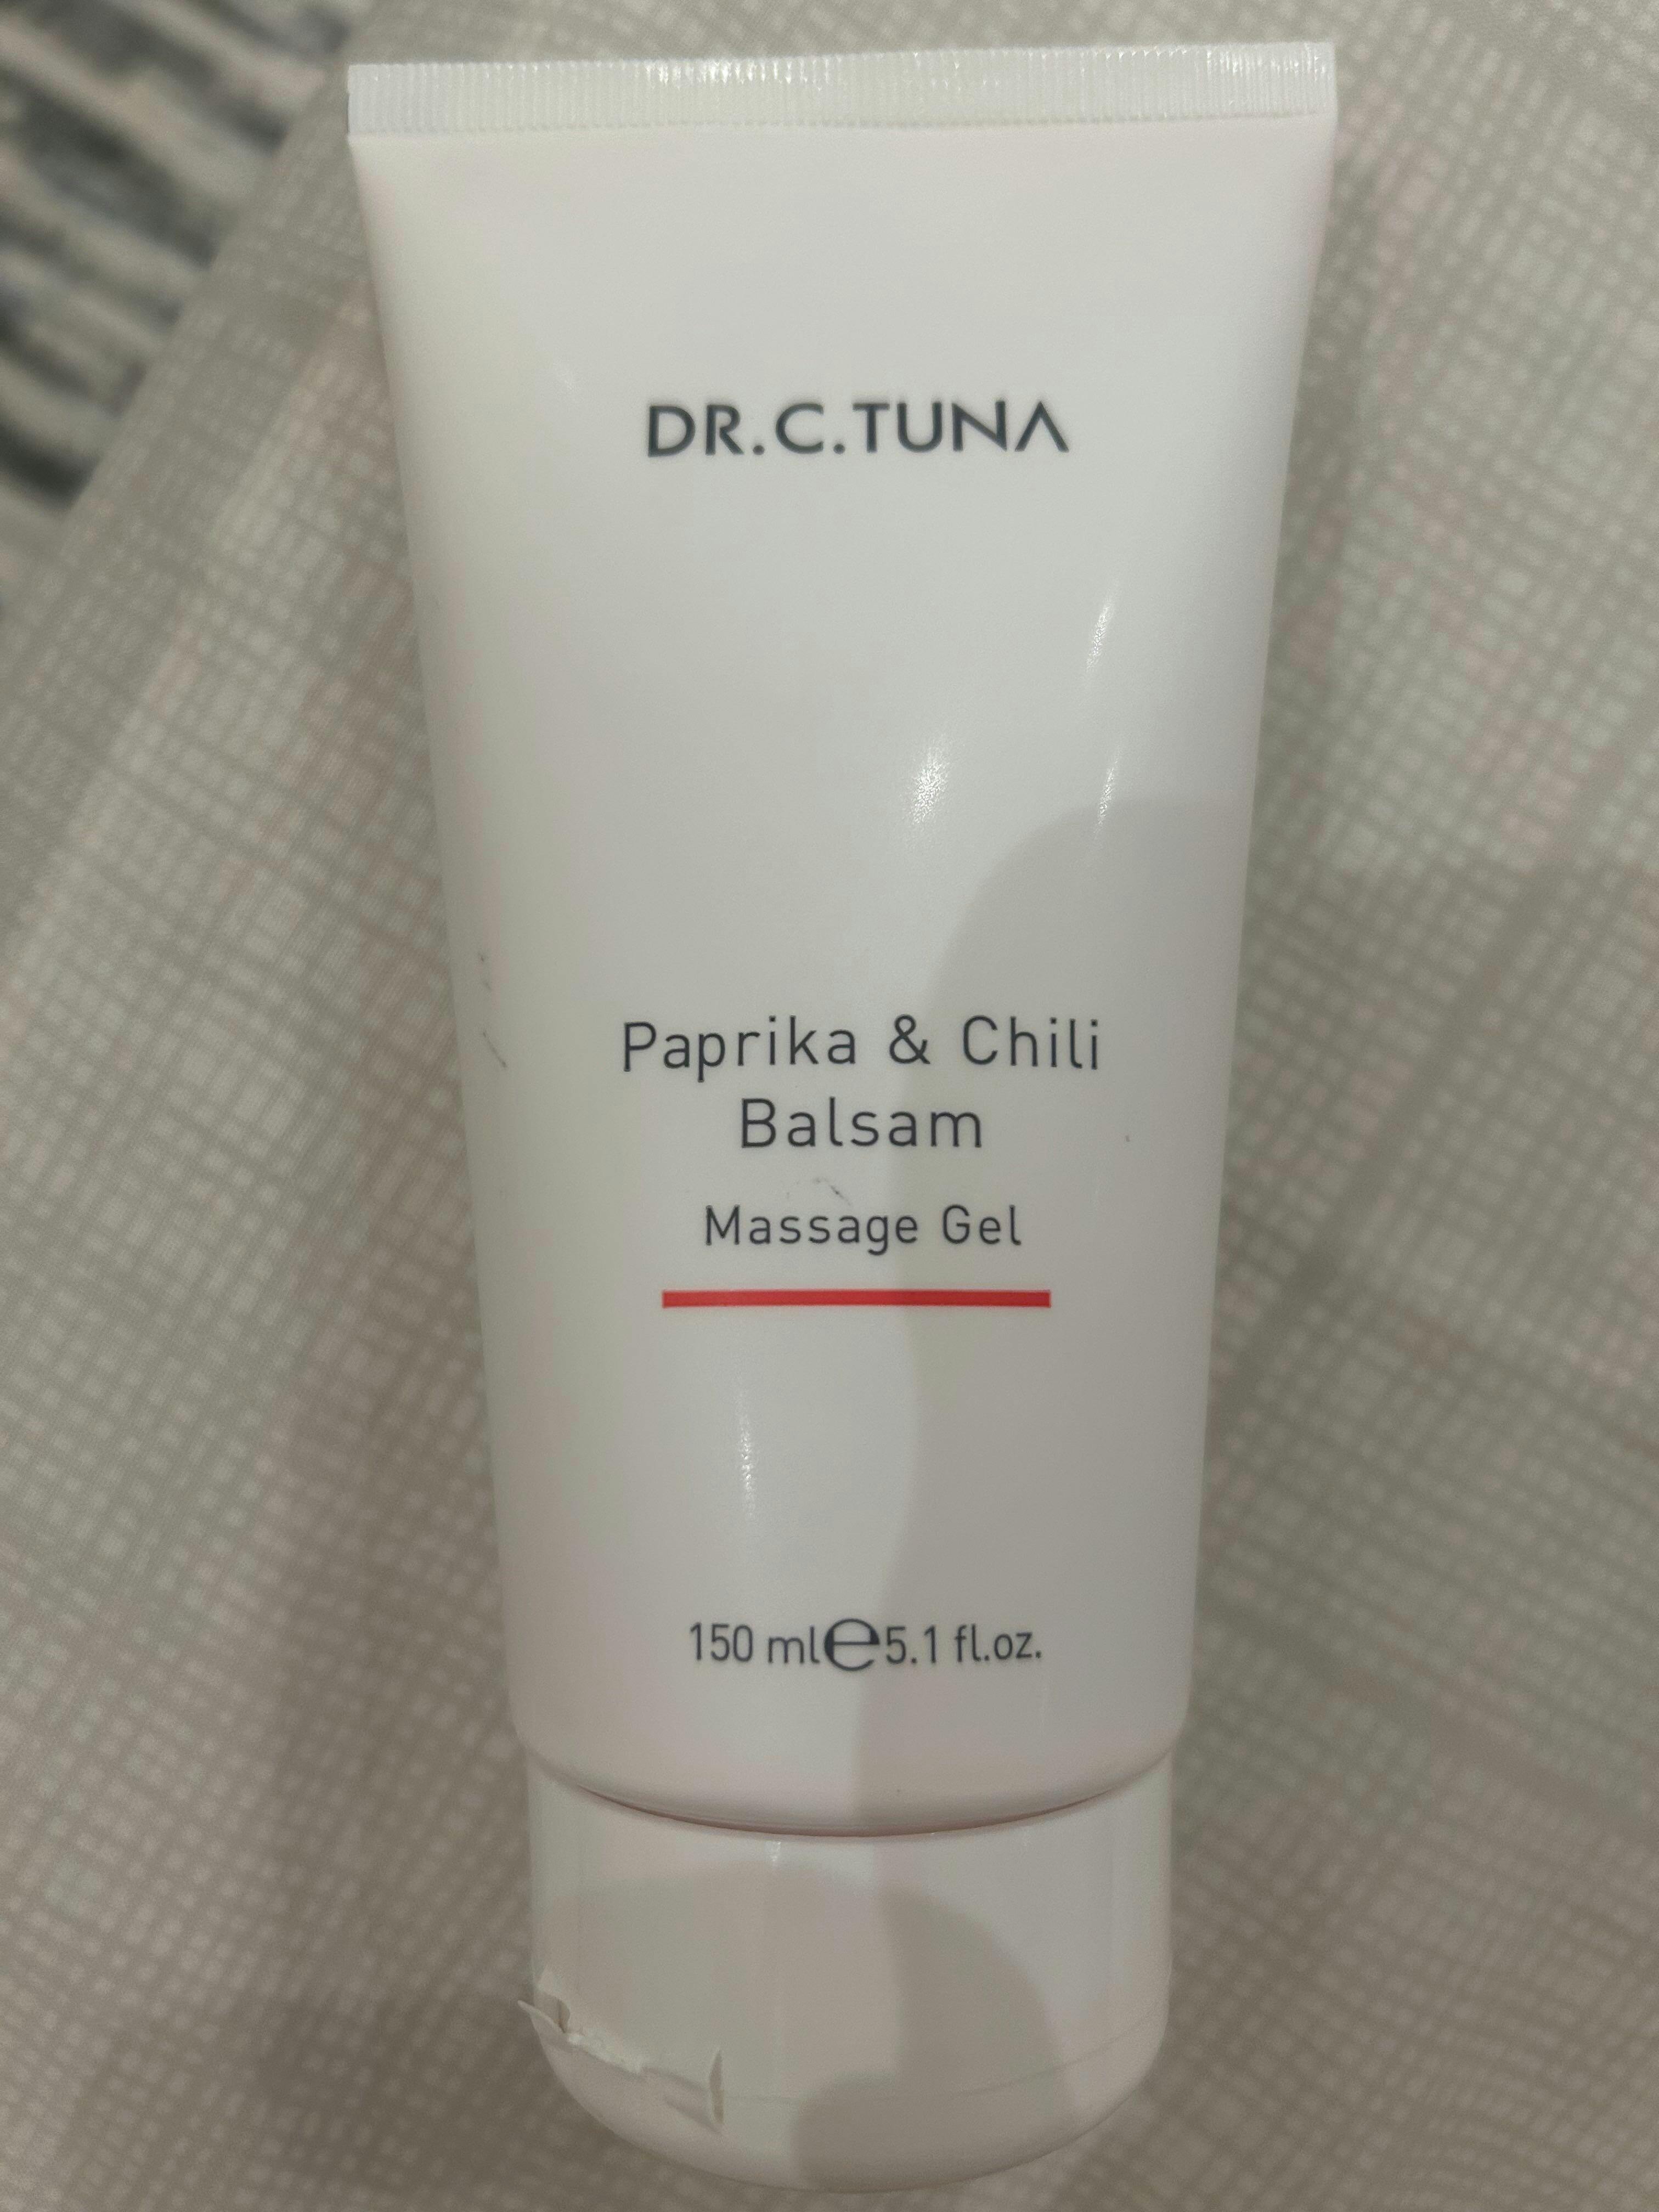 DR.C.TUNA
Paprika & Chili
Balsam
Massage Gel
150 ml℮5.1 fl.oz.